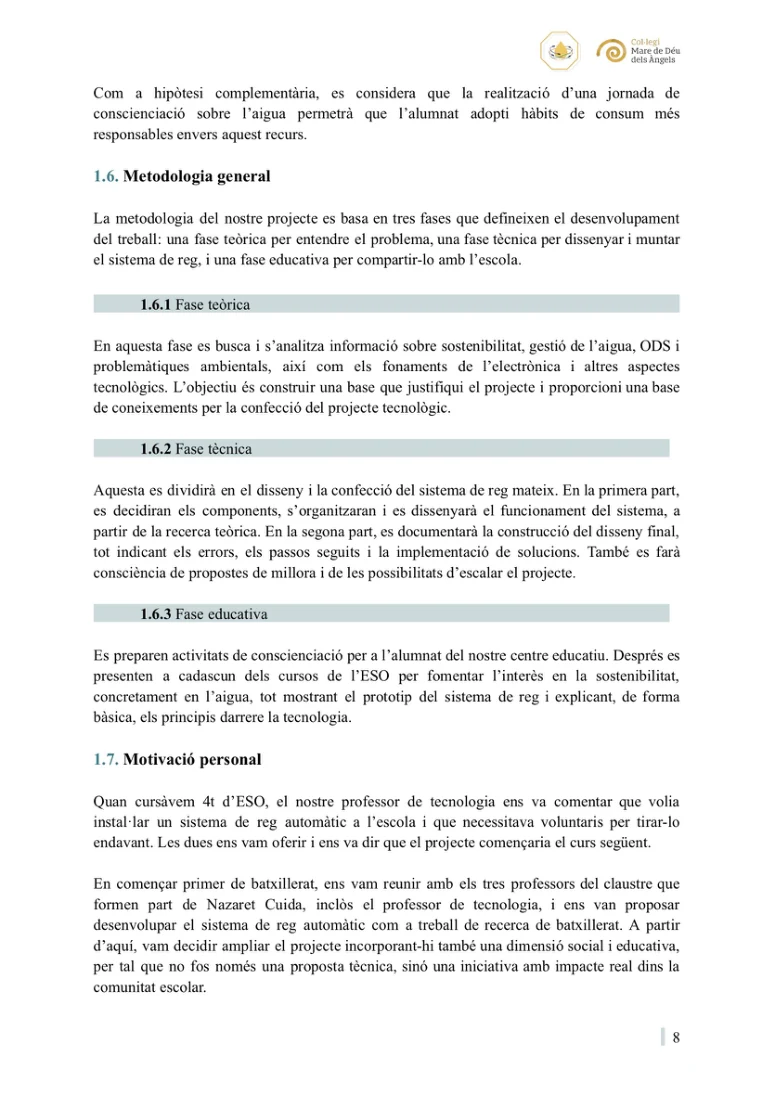 Col·legi
Mare de Déu
dels Àngels
Com a hipòtesi complementària, es considera que la realització d’una jornada de
conscienciació sobre l’aigua permetrà que l’alumnat adopti hàbits de consum més
responsables envers aquest recurs.
1.6. Metodologia general
La metodologia del nostre projecte es basa en tres fases que defineixen el desenvolupament
del treball: una fase teòrica per entendre el problema, una fase tècnica per dissenyar i muntar
el sistema de reg, i una fase educativa per compartir-lo amb l’escola.
1.6.1 Fase teòrica
En aquesta fase es busca i s’analitza informació sobre sostenibilitat, gestió de l’aigua, ODS i
problemàtiques ambientals, així com els fonaments de l’electrònica i altres aspectes
tecnològics. L’objectiu és construir una base que justifiqui el projecte i proporcioni una base
de coneixements per la confecció del projecte tecnològic.
1.6.2 Fase tècnica
Aquesta es dividirà en el disseny i la confecció del sistema de reg mateix. En la primera part,
es decidiran els components, s’organitzaran i es dissenyarà el funcionament del sistema, a
partir de la recerca teòrica. En la segona part, es documentarà la construcció del disseny final,
tot indicant els errors, els passos seguits i la implementació de solucions. També es farà
consciència de propostes de millora i de les possibilitats d’escalar el projecte.
1.6.3 Fase educativa
Es preparen activitats de conscienciació per a l’alumnat del nostre centre educatiu. Després es
presenten a cadascun dels cursos de l’ESO per fomentar l’interès en la sostenibilitat,
concretament en l’aigua, tot mostrant el prototip del sistema de reg i explicant, de forma
bàsica, els principis darrere la tecnologia.
1.7. Motivació personal
Quan cursàvem 4t d’ESO, el nostre professor de tecnologia ens va comentar que volia
instal·lar un sistema de reg automàtic a l’escola i que necessitava voluntaris per tirar-lo
endavant. Les dues ens vam oferir i ens va dir que el projecte començaria el curs següent.
En començar primer de batxillerat, ens vam reunir amb els tres professors del claustre que
formen part de Nazaret Cuida, inclòs el professor de tecnologia, i ens van proposar
desenvolupar el sistema de reg automàtic com a treball de recerca de batxillerat. A partir
d’aquí, vam decidir ampliar el projecte incorporant-hi també una dimensió social i educativa,
per tal que no fos només una proposta tècnica, sinó una iniciativa amb impacte real dins la
comunitat escolar.
8